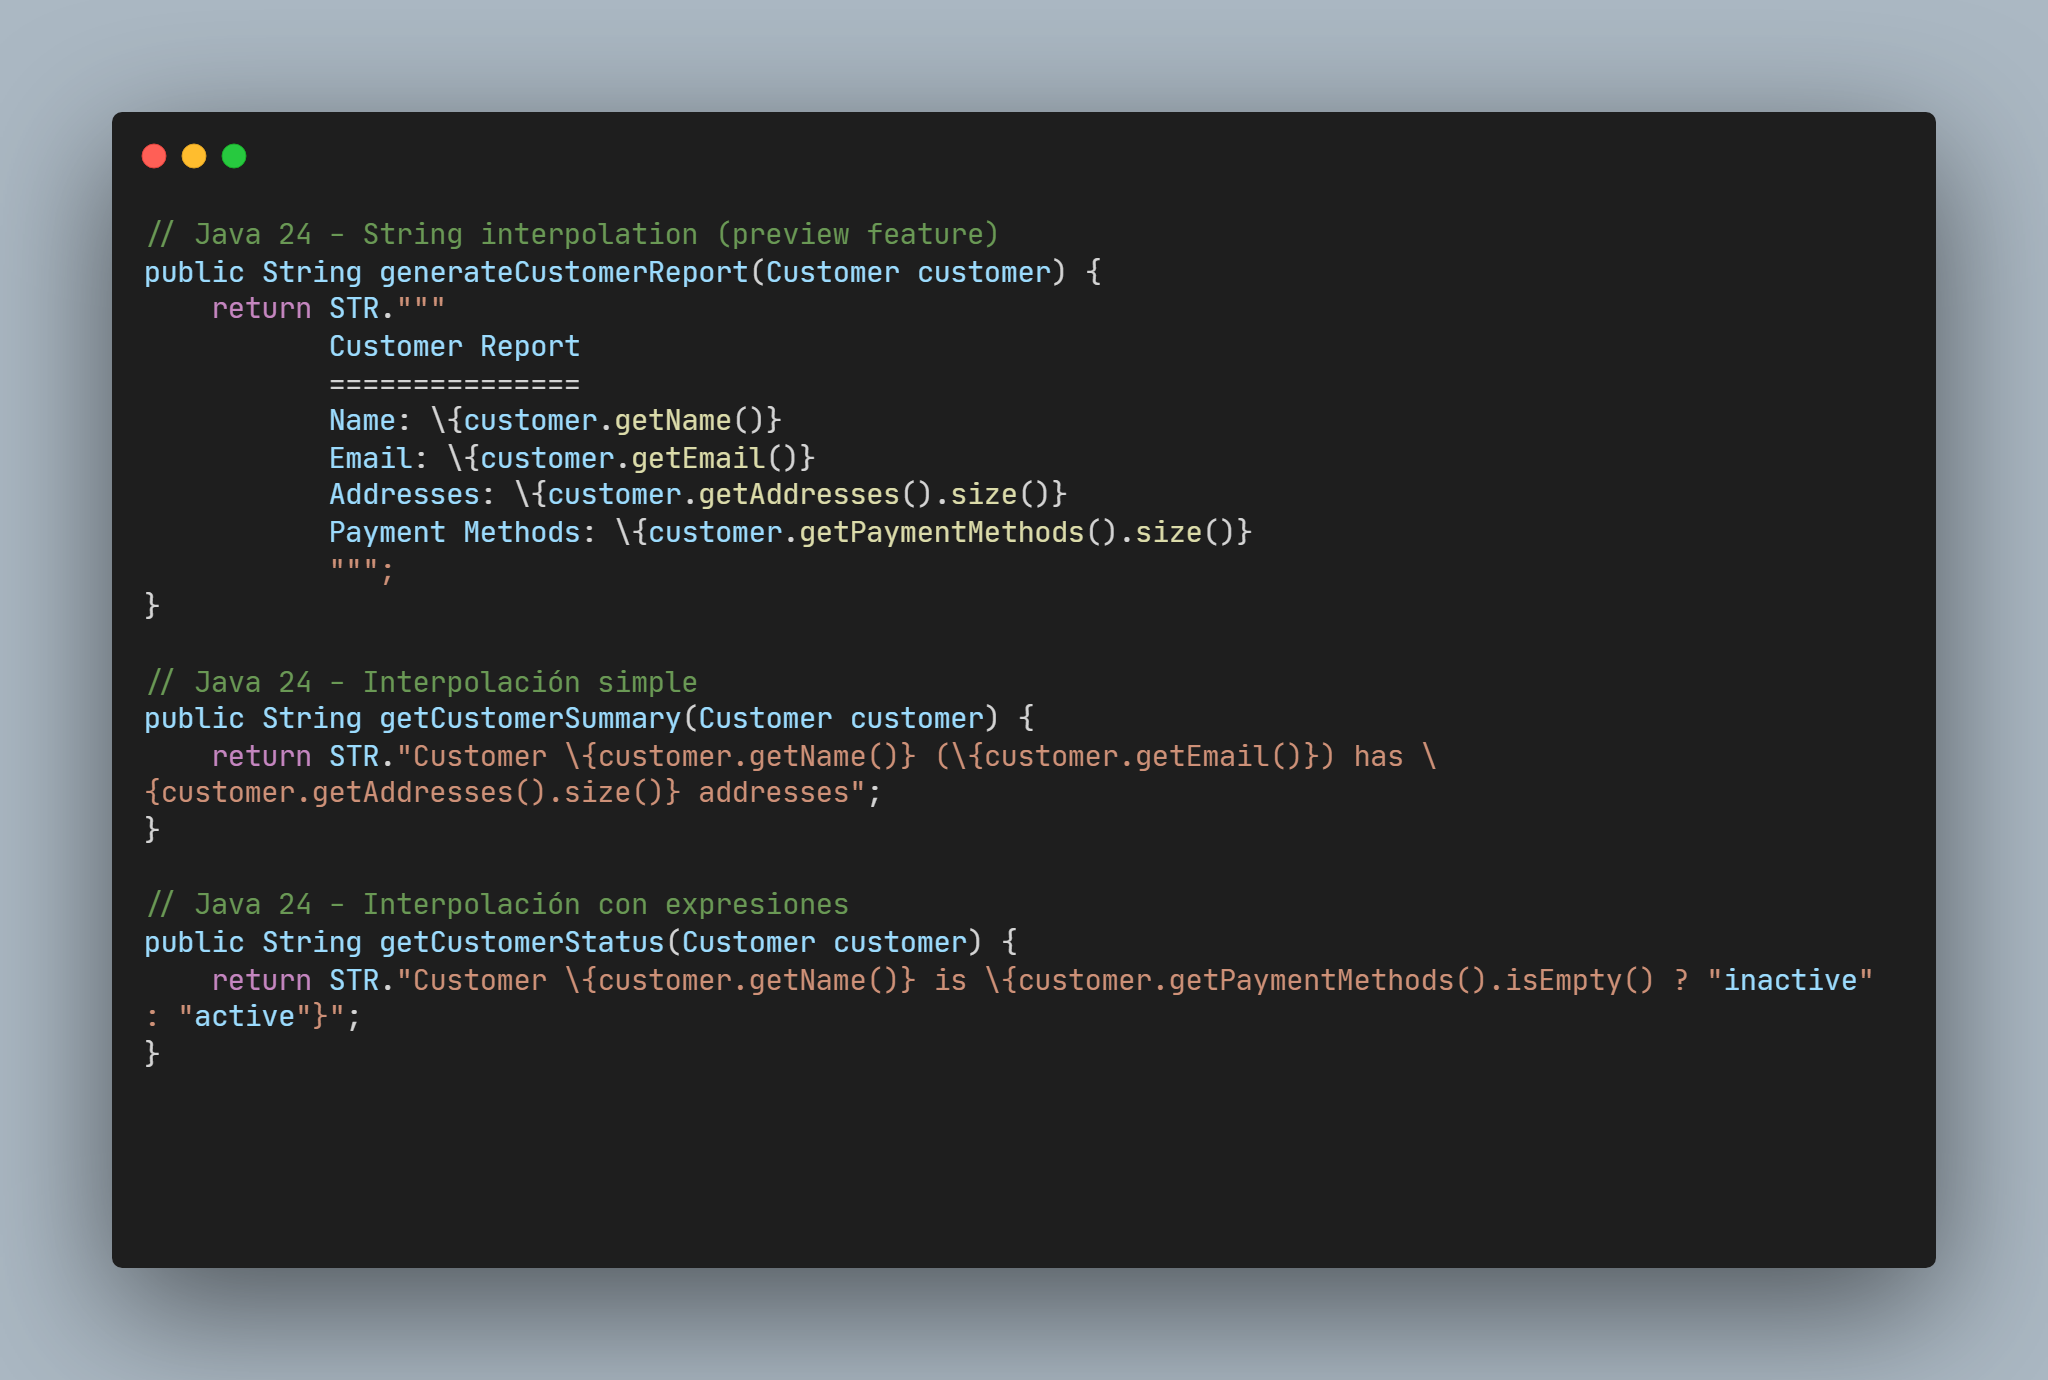 // Java 24 - String interpolation (preview feature)
public String generateCustomerReport(Customer customer) {
    return STR."""
           Customer Report
           ===============
           Name: \{customer.getName()}
           Email: \{customer.getEmail()}
           Addresses: \{customer.getAddresses().size()}
           Payment Methods: \{customer.getPaymentMethods().size()}
           """;
}

// Java 24 - Interpolación simple
public String getCustomerSummary(Customer customer) {
    return STR."Customer \{customer.getName()} (\{customer.getEmail()}) has \
{customer.getAddresses().size()} addresses";
}

// Java 24 - Interpolación con expresiones
public String getCustomerStatus(Customer customer) {
    return STR."Customer \{customer.getName()} is \{customer.getPaymentMethods().isEmpty() ? "inactive"
: "active"}";
}